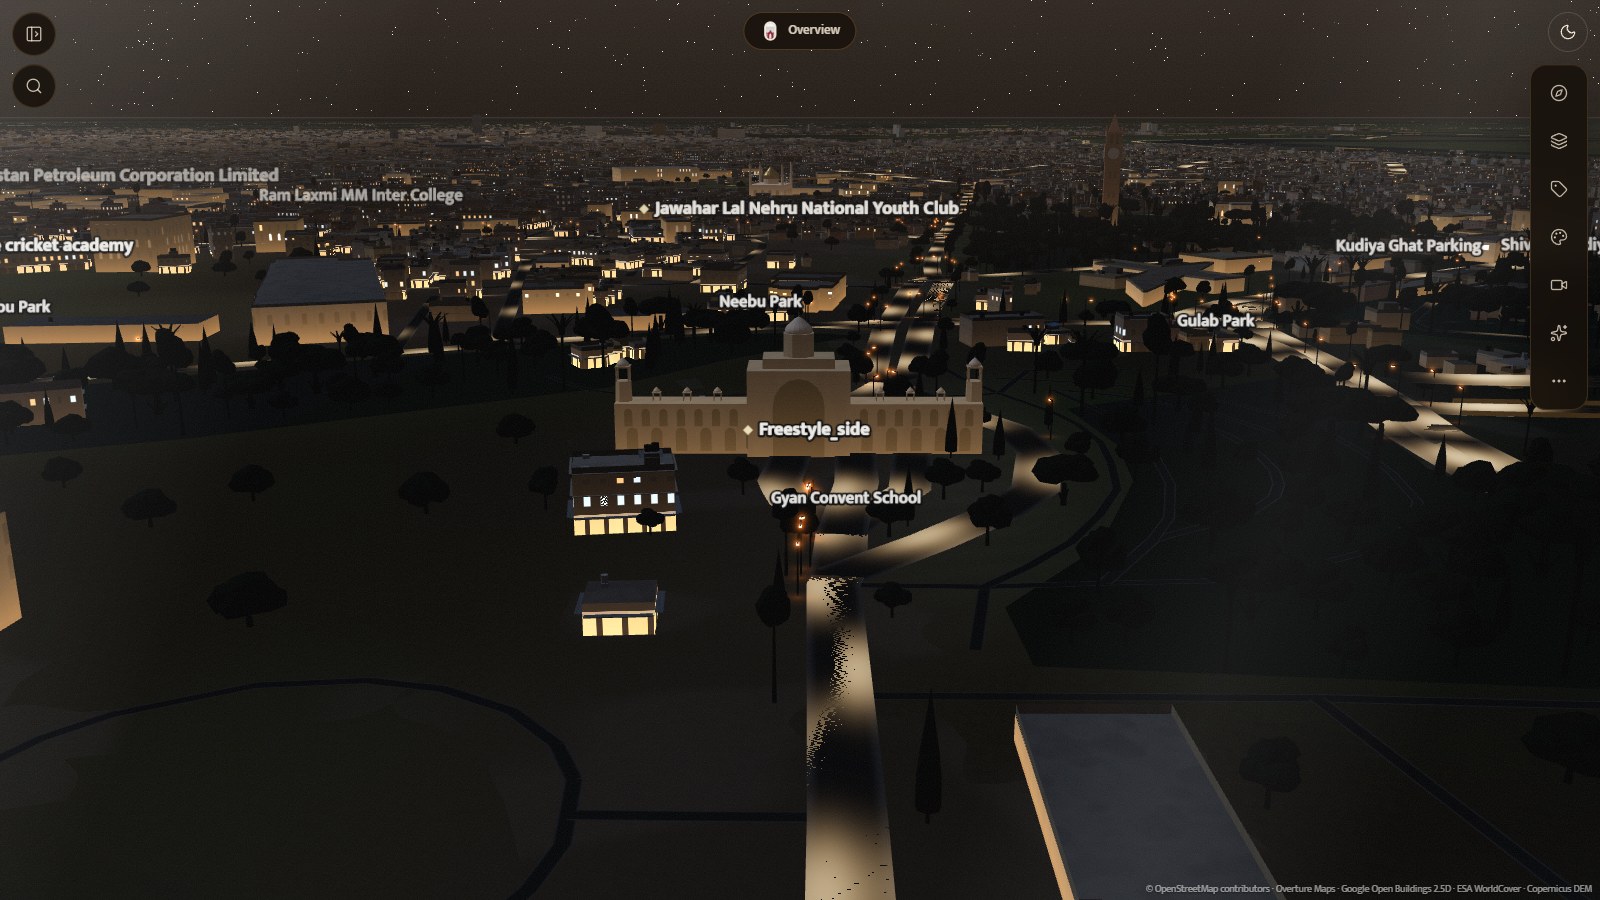 Overview
stan Petroleum Corporation Limited
Ram Laxmi MM Inter College
Jawahar Lal Nehru National Youth Club
cricket academy
Kudiya Ghat Parking
Shiv
Neebu Park
ou Park
Gulab Park
Freestyle_side
Gyan Convent School
© OpenStreetMap contributors · Overture Maps · Google Open Buildings 2.5D · ESA WorldCover · Copernicus DEM